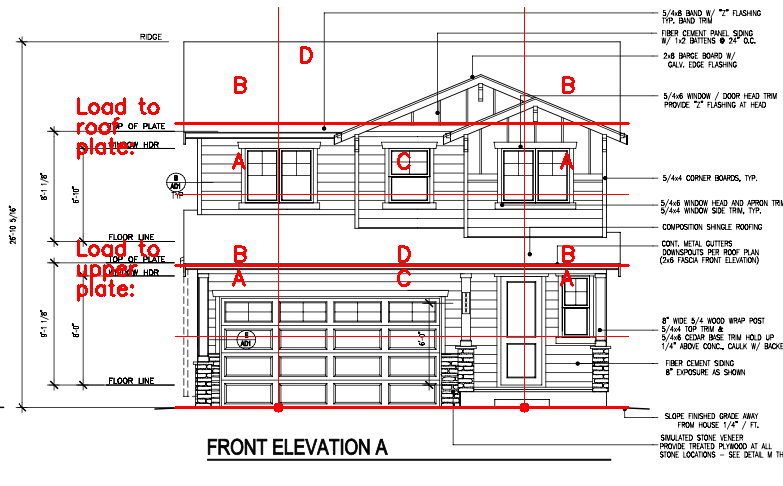 5/4x8 BAND W/ "Z" FLASHING
TYP. BAND TRIM
FIBER CEMENT PANEL SIDING
W/ 1x2 BATTENS @ 24" O.C.
RIDGE
D
2x6 BARGE BOARD W/
GALV. EDGE FLASHING
B
B
5/4x6 WINDOW / DOOR HEAD TRIM
PROVIDE "Z" FLASHING AT HEAD
Load to
roof
plate:
TOP OF PLATE
WINDOW HDR
A
C
A
B
AD1
TYP
8'-1 1/8"
6'-10"
5/4x4 CORNER BOARDS, TYP.
5/4x6 WINDOW HEAD AND APRON TRIM
5/4x4 WINDOW SIDE TRIM, TYP.
26'-10 5/16"
COMPOSITION SHINGLE ROOFING
FLOOR LINE
Load to
upper
plate:
TOP OF PLATE
WINDOW HDR
B
D
B
A
C
A
CONT. METAL GUTTERS
DOWNSPOUTS PER ROOF PLAN
(2x6 FASCIA FRONT ELEVATION)
9'-1 1/8"
8'-0"
B
AD1
8" WIDE 5/4 WOOD WRAP POST
5/4x4 TOP TRIM &
5/4x6 CEDAR BASE TRIM HOLD UP
1/4" ABOVE CONC., CAULK W/ BACKE
FIBER CEMENT SIDING
8" EXPOSURE AS SHOWN
FLOOR LINE
SLOPE FINISHED GRADE AWAY
FROM HOUSE 1/4" / FT.
FRONT ELEVATION A
SIMULATED STONE VENEER
PROVIDE TREATED PLYWOOD AT ALL
STONE LOCATIONS - SEE DETAIL M TH